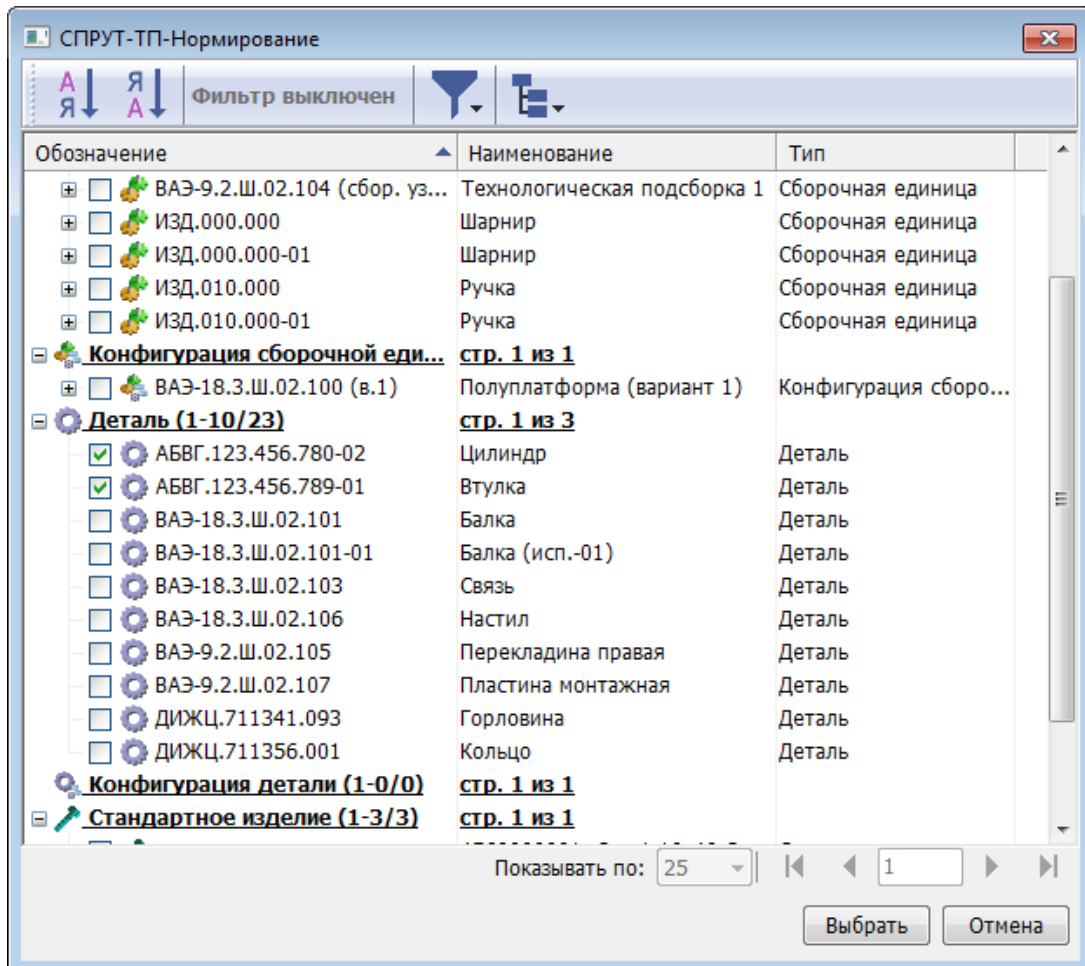 СПРУТ-ТП-Нормирование
А Я Я А Фильтр выключен
Обозначение Наименование Тип
ВАЭ-9.2.Ш.02.104 (сбор. уз... Технологическая подсборка 1 Сборочная единица
ИЗД.000.000 Шарнир Сборочная единица
ИЗД.000.000-01 Шарнир Сборочная единица
ИЗД.010.000 Ручка Сборочная единица
ИЗД.010.000-01 Ручка Сборочная единица
Конфигурация сборочной еди... стр. 1 из 1
ВАЭ-18.3.Ш.02.100 (в.1) Полуплатформа (вариант 1) Конфигурация сборо...
Деталь (1-10/23) стр. 1 из 3
АБВГ.123.456.780-02 Цилиндр Деталь
АБВГ.123.456.789-01 Втулка Деталь
ВАЭ-18.3.Ш.02.101 Балка Деталь
ВАЭ-18.3.Ш.02.101-01 Балка (исп.-01) Деталь
ВАЭ-18.3.Ш.02.103 Связь Деталь
ВАЭ-18.3.Ш.02.106 Настил Деталь
ВАЭ-9.2.Ш.02.105 Перекладина правая Деталь
ВАЭ-9.2.Ш.02.107 Пластина монтажная Деталь
ДИЖЦ.711341.093 Горловина Деталь
ДИЖЦ.711356.001 Кольцо Деталь
Конфигурация детали (1-0/0) стр. 1 из 1
Стандартное изделие (1-3/3) стр. 1 из 1
Показывать по: 25 1
Выбрать Отмена